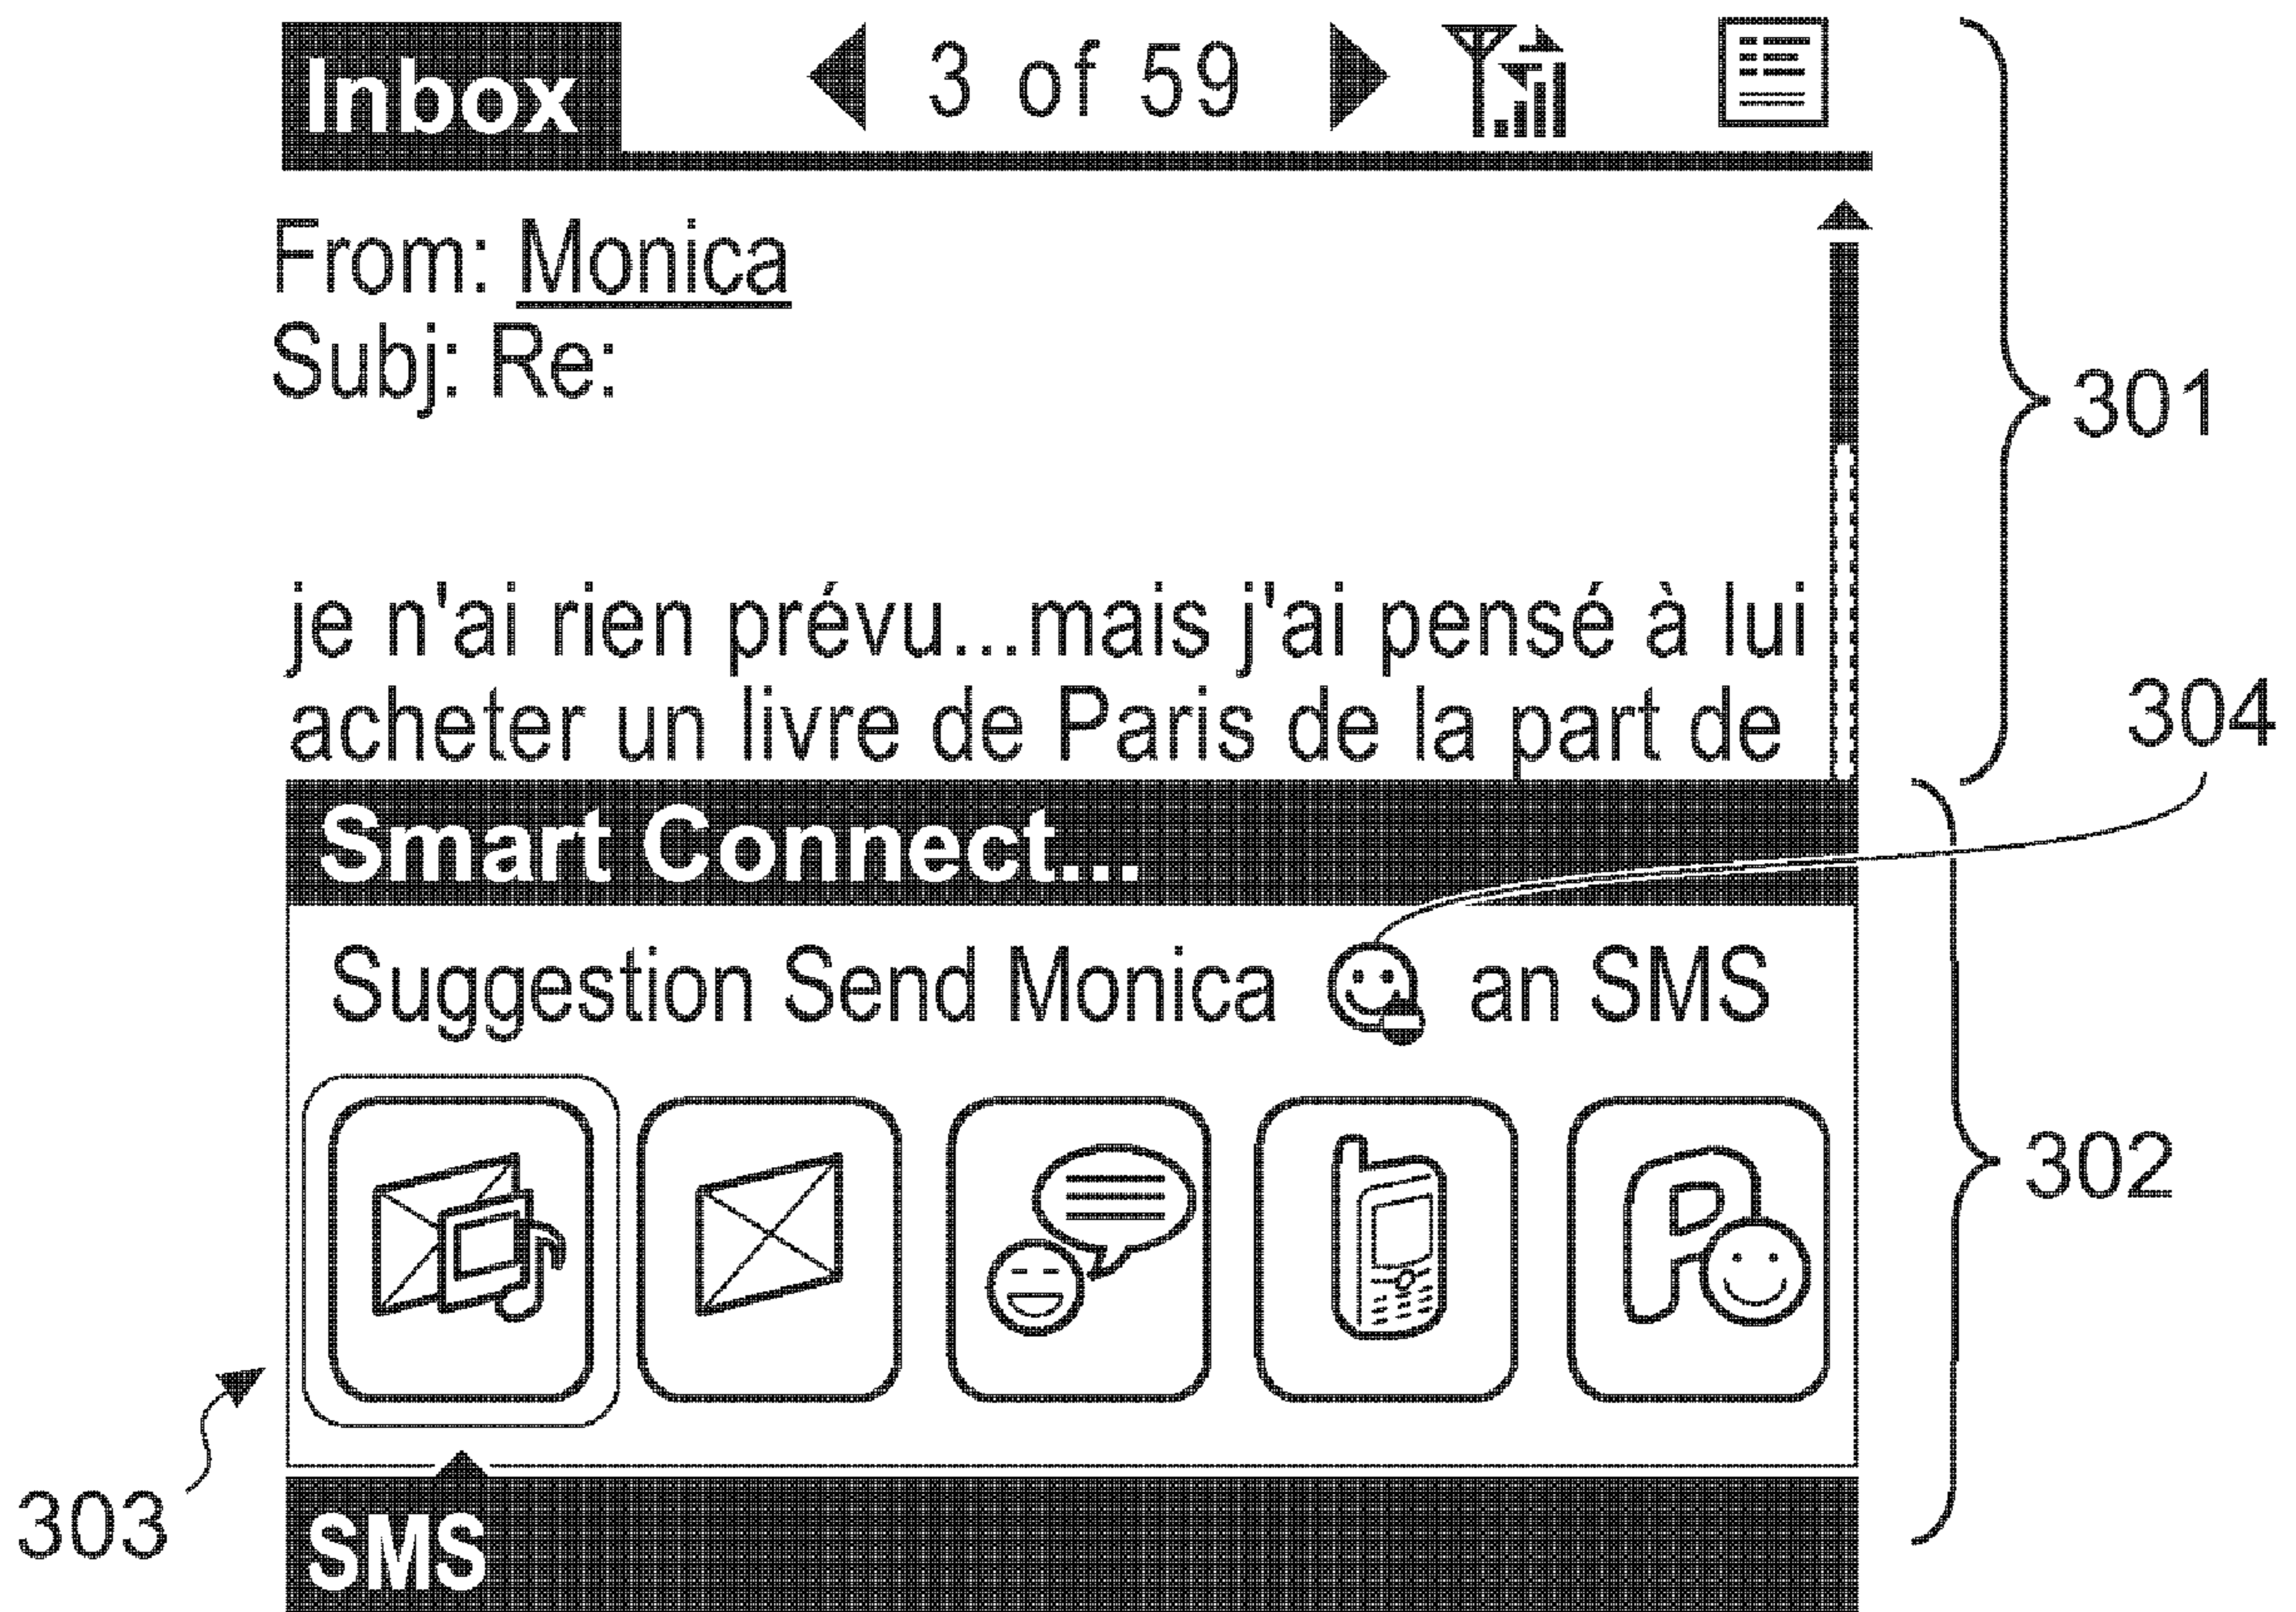 Inbox
3 of 59
From: Monica
Subj: Re:
301
je n'ai rien prévu...mais j'ai pensé à lui
acheter un livre de Paris de la part de
304
Smart Connect...
Suggestion Send Monica an SMS
302
303
SMS